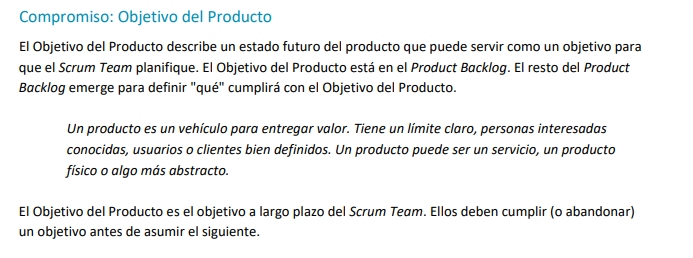 Compromiso: Objetivo del Producto
El Objetivo del Producto describe un estado futuro del producto que puede servir como un objetivo para
que el Scrum Team planifique. El Objetivo del Producto está en el Product Backlog. El resto del Product
Backlog emerge para definir "qué" cumplirá con el Objetivo del Producto.
Un producto es un vehículo para entregar valor. Tiene un límite claro, personas interesadas
conocidas, usuarios o clientes bien definidos. Un producto puede ser un servicio, un producto
físico o algo más abstracto.
El Objetivo del Producto es el objetivo a largo plazo del Scrum Team. Ellos deben cumplir (o abandonar)
un objetivo antes de asumir el siguiente.